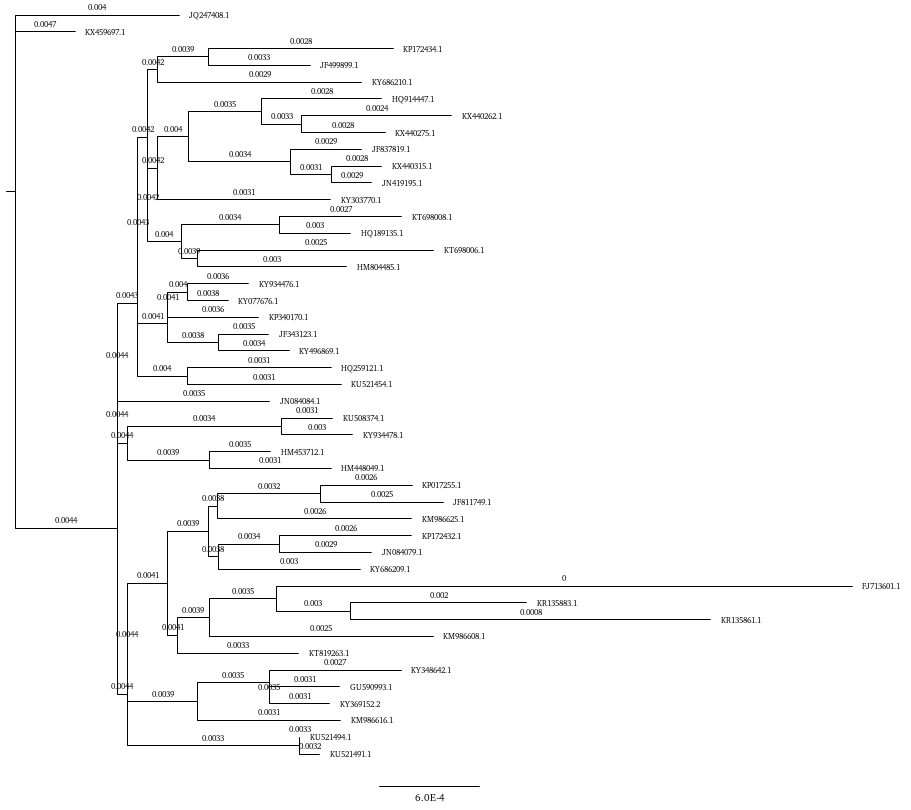 0.004
JQ247408.1
0.0047
KX459697.1
0.0028
0.0039
KP172434.1
0.0033
0.0042
JF499899.1
0.0029
KY686210.1
0.0028
HQ914447.1
0.0035
0.0024
0.0033
KX440262.1
0.0028
0.0042
0.004
KX440275.1
0.0029
JF837819.1
0.0034
0.0028
0.0042
0.0031
KX440315.1
0.0029
JN419195.1
0.0031
0.0042
KY303770.1
0.0027
0.0034
KT698008.1
0.0043
0.003
0.004
HQ189135.1
0.0025
0.0039
KT698006.1
0.003
HM804485.1
0.0036
0.004
KY934476.1
0.0043
0.0041
0.0038
KY077676.1
0.0036
0.0041
KP340170.1
0.0035
0.0038
JF343123.1
0.0034
KY496869.1
0.0044
0.0031
0.004
HQ259121.1
0.0031
KU521454.1
0.0035
JN084084.1
0.0031
0.0044
0.0034
KU508374.1
0.003
0.0044
KY934478.1
0.0035
0.0039
HM453712.1
0.0031
HM448049.1
0.0026
0.0032
KP017255.1
0.0025
0.0038
JF811749.1
0.0026
0.0044
0.0039
KM986625.1
0.0026
0.0034
KP172432.1
0.0029
0.0038
JN084079.1
0.003
KY686209.1
0.0041
0
0.0035
FJ713601.1
0.002
0.003
KR135883.1
0.0039
0.0008
KR135861.1
0.0041
0.0025
0.0044
KM986608.1
0.0033
KT819263.1
0.0027
0.0035
KY348642.1
0.0031
0.0044
0.0035
GU590993.1
0.0039
0.0031
KY369152.2
0.0031
KM986616.1
0.0033
0.0033
KU521494.1
0.0032
KU521491.1
6.0E-4